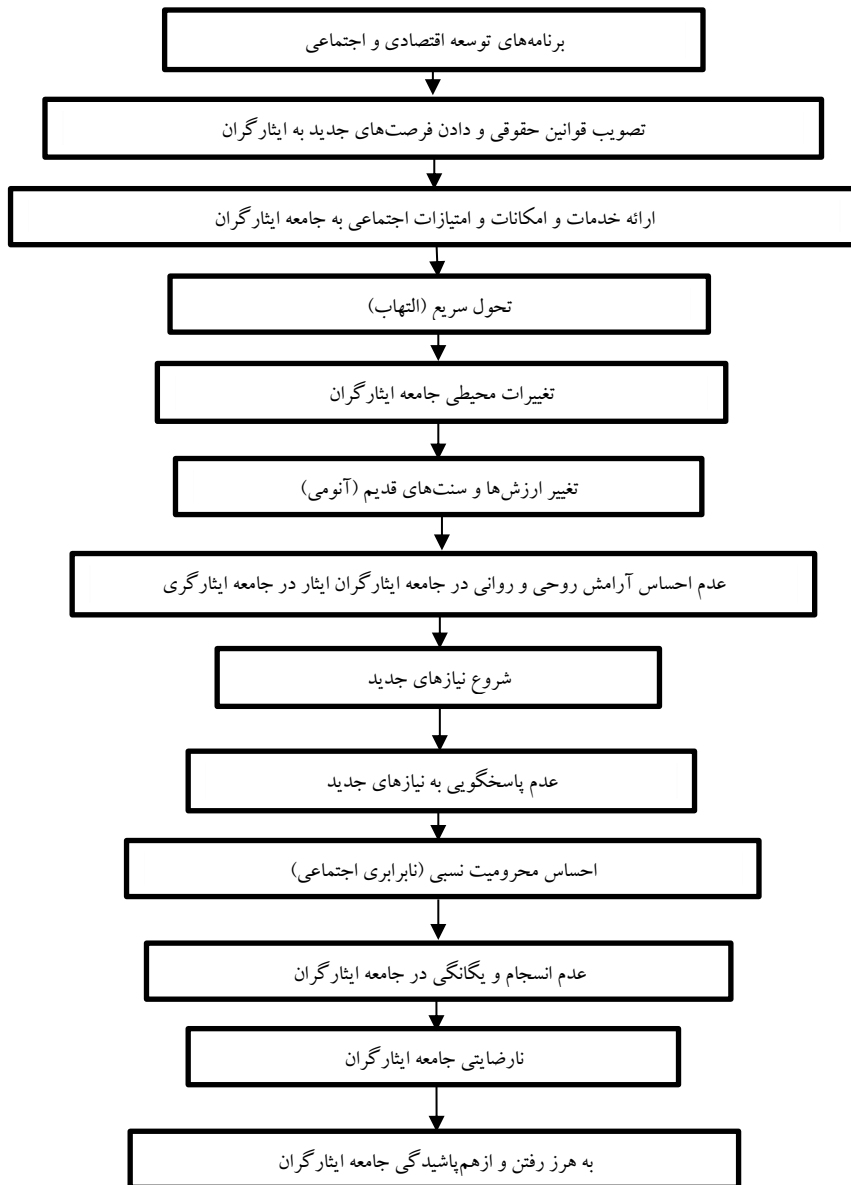 برنامه‌های توسعه اقتصادی و اجتماعی
تصویب قوانین حقوقی و دادن فرصت‌های جدید به ایثارگران
ارائه خدمات و امکانات و امتیازات اجتماعی به جامعه ایثارگران
تحول سریع (التهاب)
تغییرات محیطی جامعه ایثارگران
تغییر ارزش‌ها و سنت‌های قدیم (آنومی)
عدم احساس آرامش روحی و روانی در جامعه ایثارگران ایثار در جامعه ایثارگری
شروع نیازهای جدید
عدم پاسخگویی به نیازهای جدید
احساس محرومیت نسبی (نابرابری اجتماعی)
عدم انسجام و یگانگی در جامعه ایثارگران
نارضایتی جامعه ایثارگران
به هرز رفتن و ازهم‌پاشیدگی جامعه ایثارگران